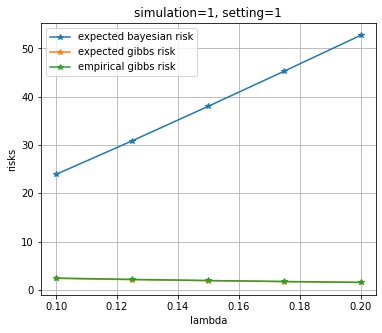 simulation=1, setting=1
expected bayesian risk
expected gibbs risk
empirical gibbs risk
risks
50
40
30
20
10
0
0.10 0.12 0.14 0.16 0.18 0.20
lambda